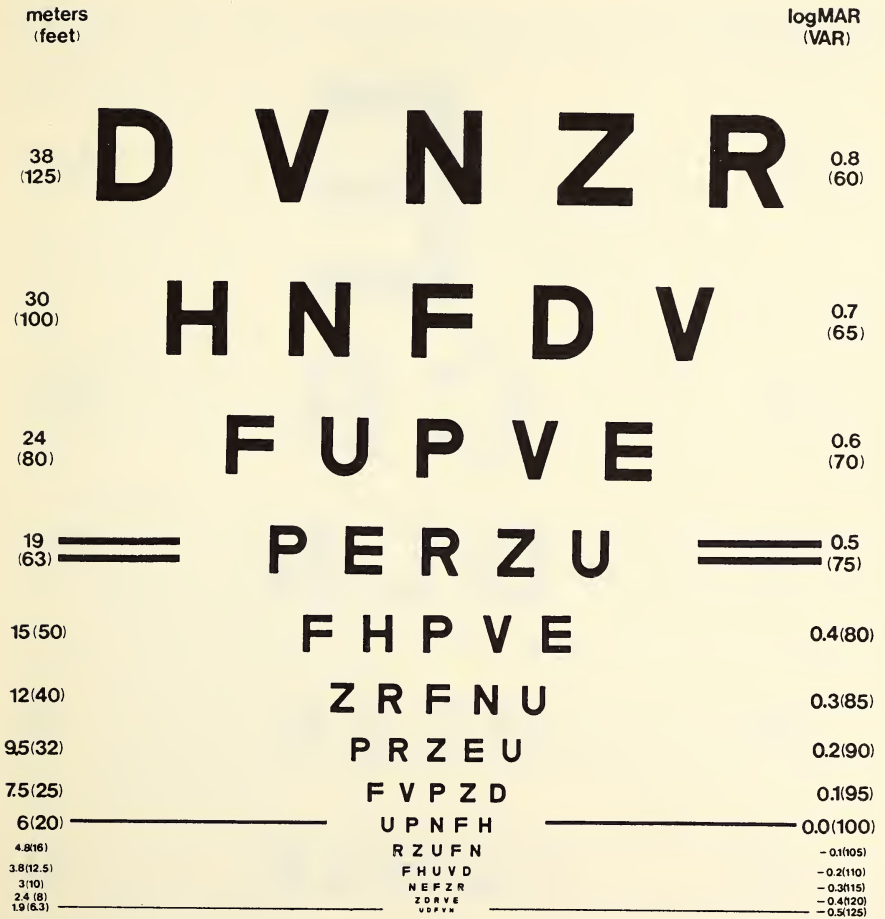 meters logMAR
(feet) (VAR)
38 D V N Z R 0.8
(125) (60)
30 H N F D V 0.7
(100) (65)
24 F U P V E 0.6
(80) (70)
19 P E R Z U 0.5
(63) (75)
15(50) F H P V E 0.4(80)
12(40) Z R F N U 0.3(85)
9.5(32) P R Z E U 0.2(90)
7.5(25) F V P Z D 0.1(95)
6(20) U P N F H 0.0(100)
4.8(16) R Z U F N -0.1(105)
3.8(12.5) F H U V D -0.2(110)
3(10) N E F Z R -0.3(115)
2.4 (8) Z D R V E -0.4(120)
1.9(6.3) U D F V N -0.5(125)